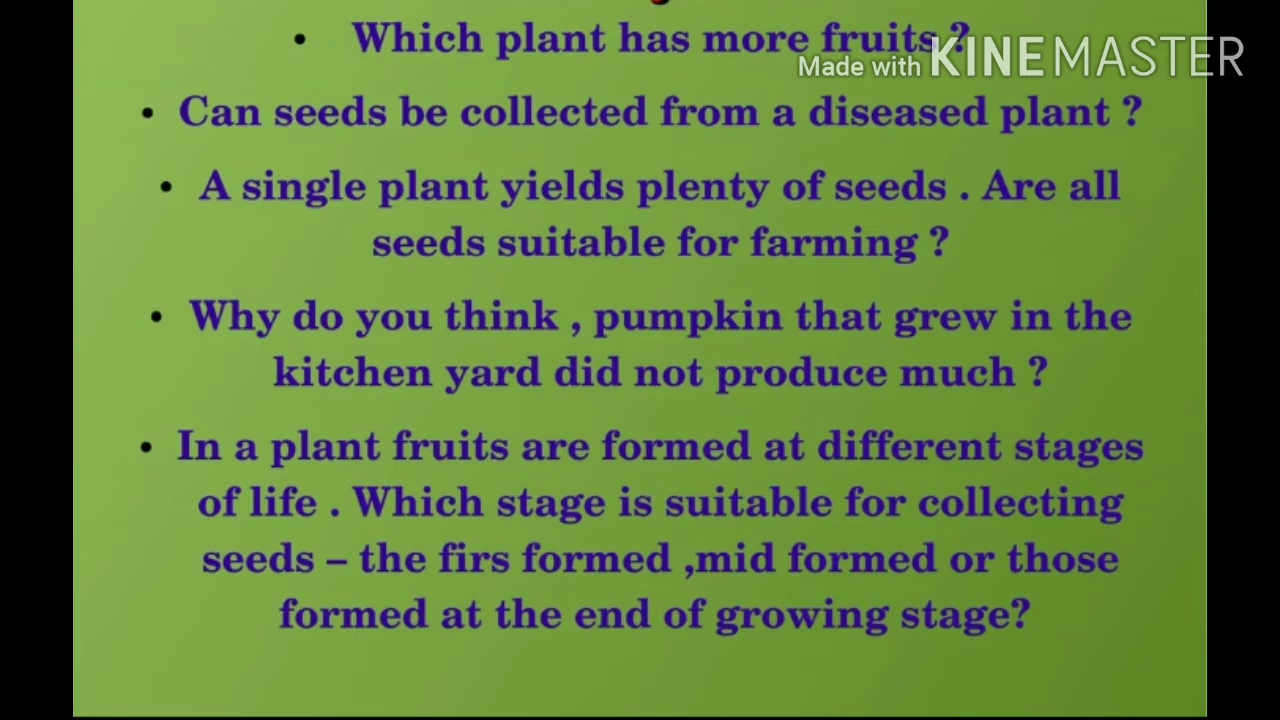 • Which plant has more fruits ?
Made with KINEMASTER
• Can seeds be collected from a diseased plant ?
• A single plant yields plenty of seeds . Are all
seeds suitable for farming ?
• Why do you think , pumpkin that grew in the
kitchen yard did not produce much ?
• In a plant fruits are formed at different stages
of life . Which stage is suitable for collecting
seeds – the firs formed ,mid formed or those
formed at the end of growing stage?